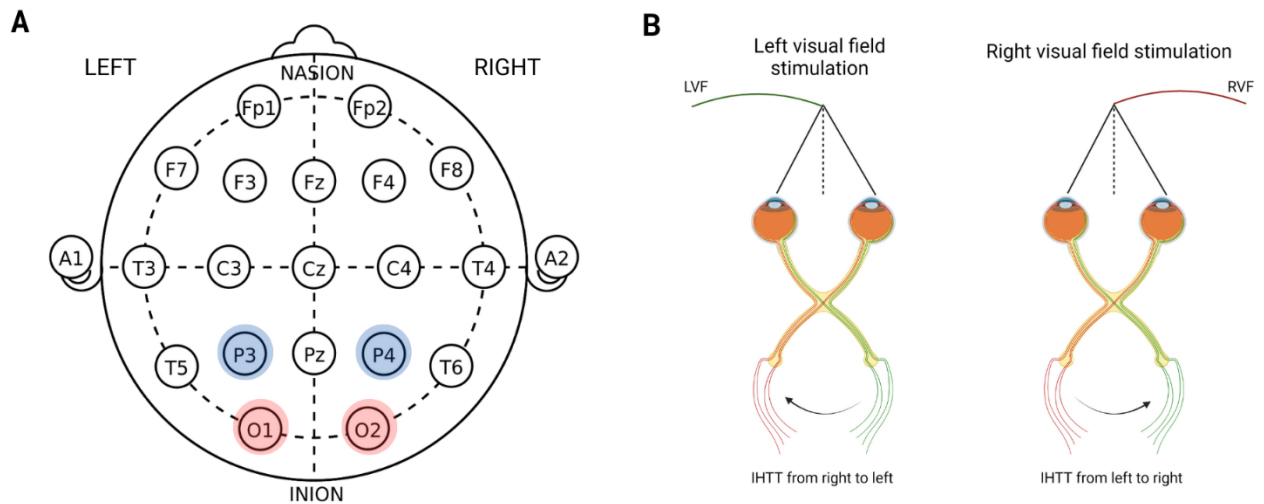 A
LEFT
RIGHT
NASION
Fp1
Fp2
F7
F3
Fz
F4
F8
A1
T3
C3
Cz
C4
T4
A2
T5
P3
Pz
P4
T6
O1
O2
INION
B
Left visual field
stimulation
LVF
IHTT from right to left
Right visual field stimulation
RVF
IHTT from left to right